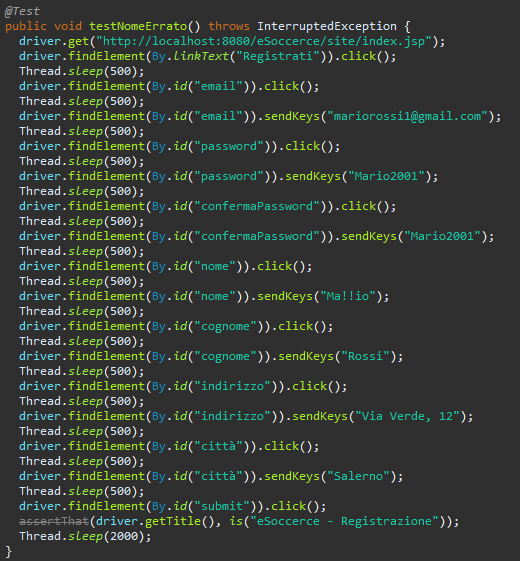 @Test
public void testNomeErrato() throws InterruptedException {
  driver.get("http://localhost:8080/eSoccerce/site/index.jsp");
  driver.findElement(By.linkText("Registrati")).click();
  Thread.sleep(500);
  driver.findElement(By.id("email")).click();
  Thread.sleep(500);
  driver.findElement(By.id("email")).sendKeys("mariorossi1@gmail.com");
  Thread.sleep(500);
  driver.findElement(By.id("password")).click();
  Thread.sleep(500);
  driver.findElement(By.id("password")).sendKeys("Mario2001");
  Thread.sleep(500);
  driver.findElement(By.id("confermaPassword")).click();
  Thread.sleep(500);
  driver.findElement(By.id("confermaPassword")).sendKeys("Mario2001");
  Thread.sleep(500);
  driver.findElement(By.id("nome")).click();
  Thread.sleep(500);
  driver.findElement(By.id("nome")).sendKeys("Ma!!io");
  Thread.sleep(500);
  driver.findElement(By.id("cognome")).click();
  Thread.sleep(500);
  driver.findElement(By.id("cognome")).sendKeys("Rossi");
  Thread.sleep(500);
  driver.findElement(By.id("indirizzo")).click();
  Thread.sleep(500);
  driver.findElement(By.id("indirizzo")).sendKeys("Via Verde, 12");
  Thread.sleep(500);
  driver.findElement(By.id("città")).click();
  Thread.sleep(500);
  driver.findElement(By.id("città")).sendKeys("Salerno");
  Thread.sleep(500);
  driver.findElement(By.id("submit")).click();
  assertThat(driver.getTitle(), is("eSoccerce - Registrazione"));
  Thread.sleep(2000);
}